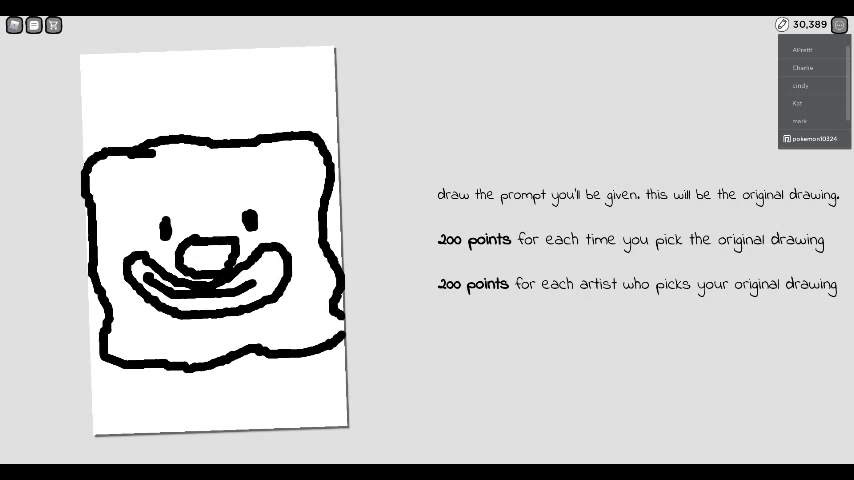 30,389
APrettt
Charlie
cindy
Kat
mark
pokemon10324
draw the prompt you'll be given. this will be the original drawing.
200 points for each time you pick the original drawing
200 points for each artist who picks your original drawing